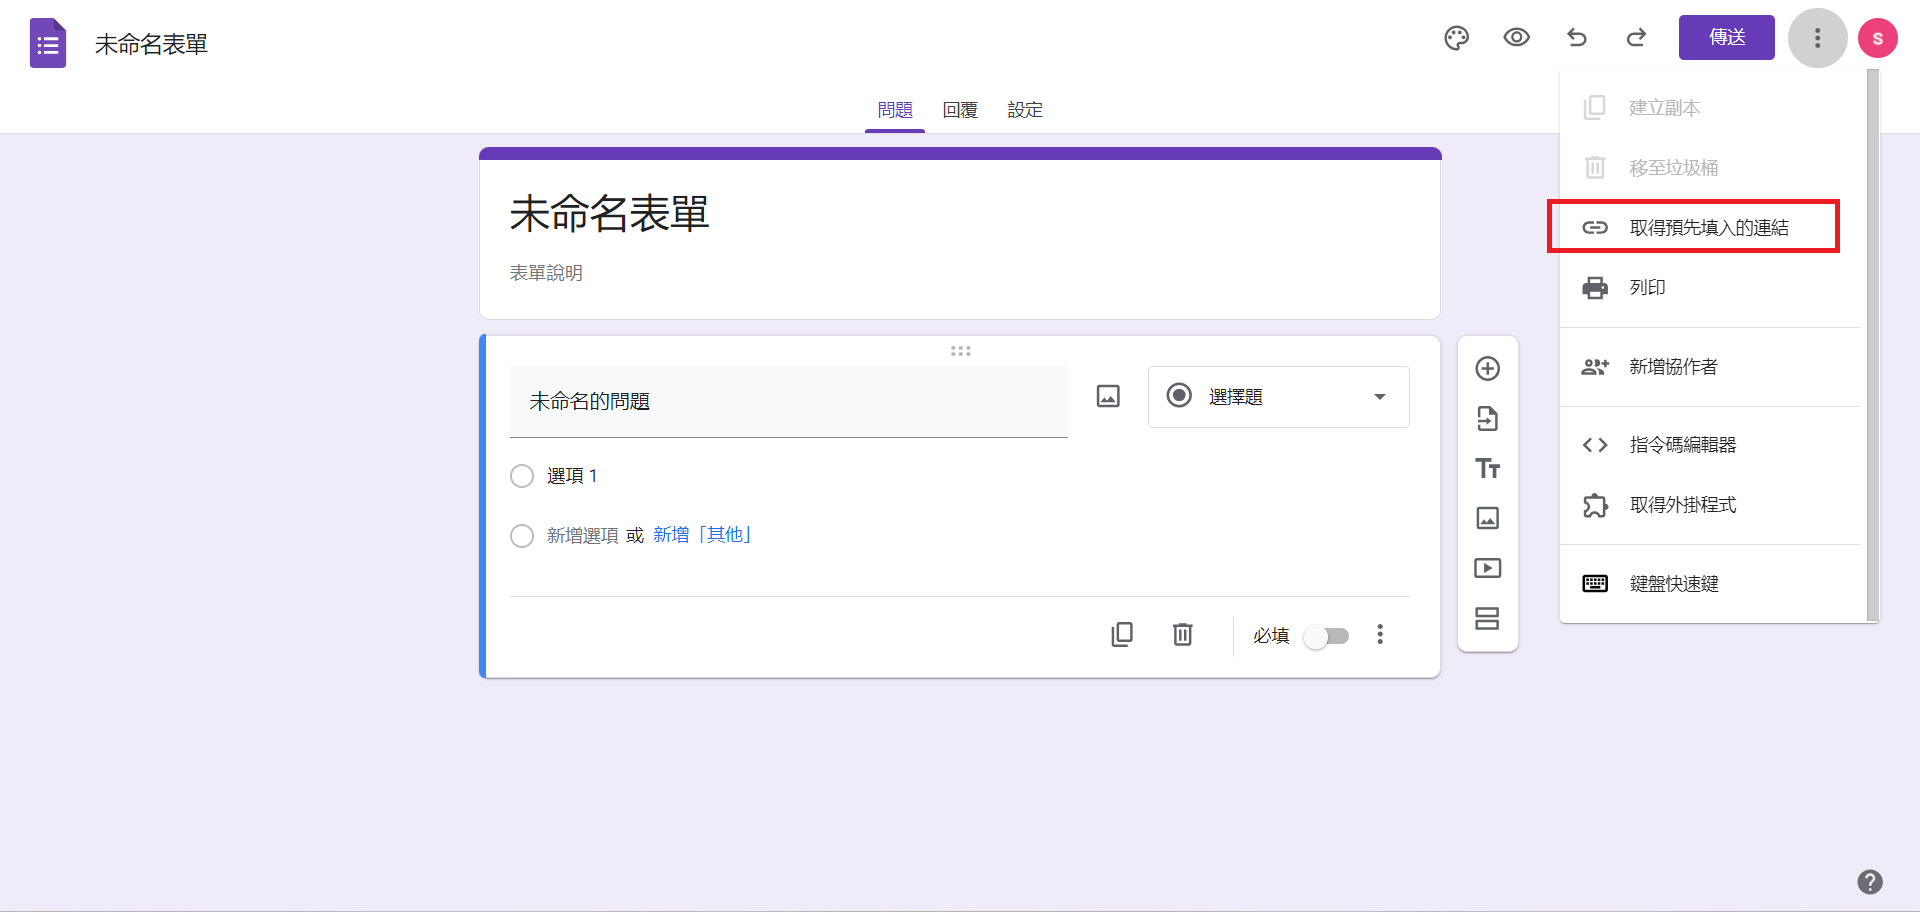 未命名表單
傳送
S
問題 回覆 設定
建立副本
移至垃圾桶
取得預先填入的連結
列印
新增協作者
指令碼編輯器
取得外掛程式
鍵盤快速鍵
未命名表單
表單說明
未命名的問題
選擇題
選項 1
新增選項 或 新增「其他」
必填